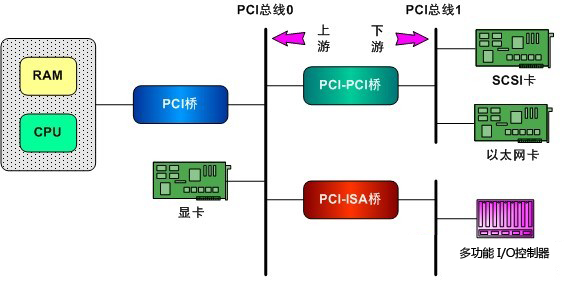 PCI总线0
PCI总线1
上游
下游
RAM
CPU
PCI桥
PCI-PCI桥
SCSI卡
以太网卡
显卡
PCI-ISA桥
多功能 I/O控制器